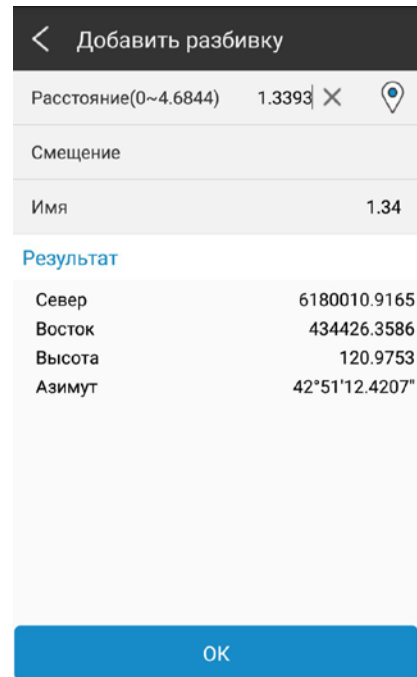 Добавить разбивку
Расстояние(0~4.6844) 1.3393
Смещение
Имя 1.34
Результат
Север 6180010.9165
Восток 434426.3586
Высота 120.9753
Азимут 42°51'12.4207"
ОК